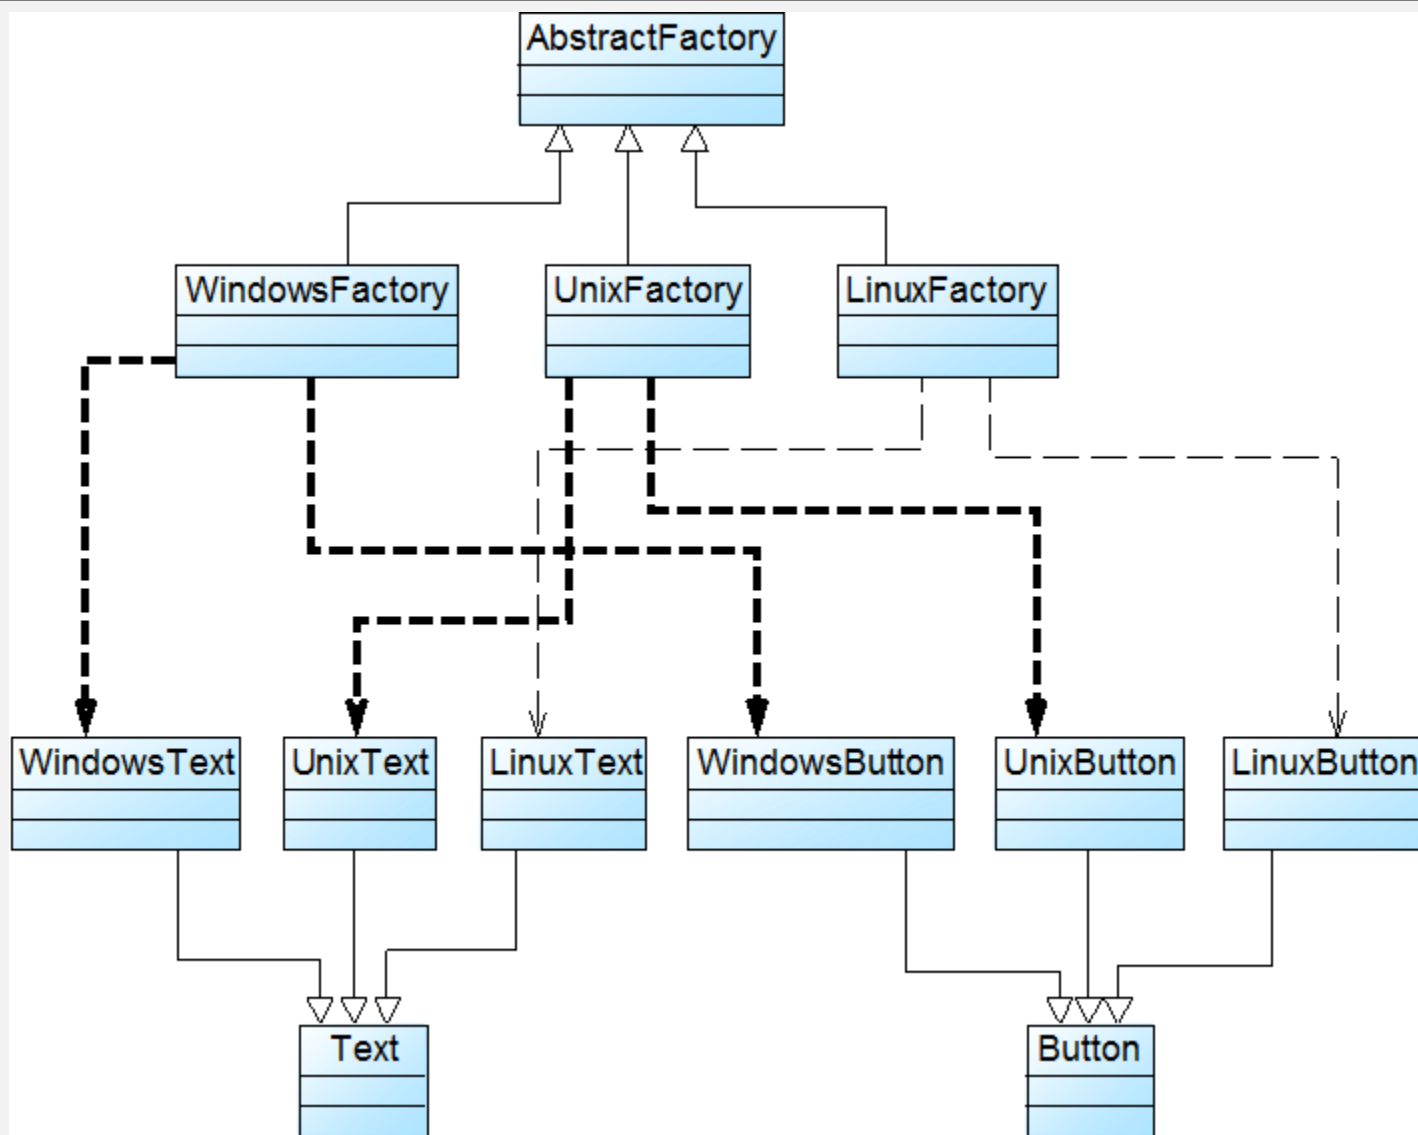 AbstractFactory
WindowsFactory
UnixFactory
LinuxFactory
WindowsText
UnixText
LinuxText
WindowsButton
UnixButton
LinuxButton
Text
Button